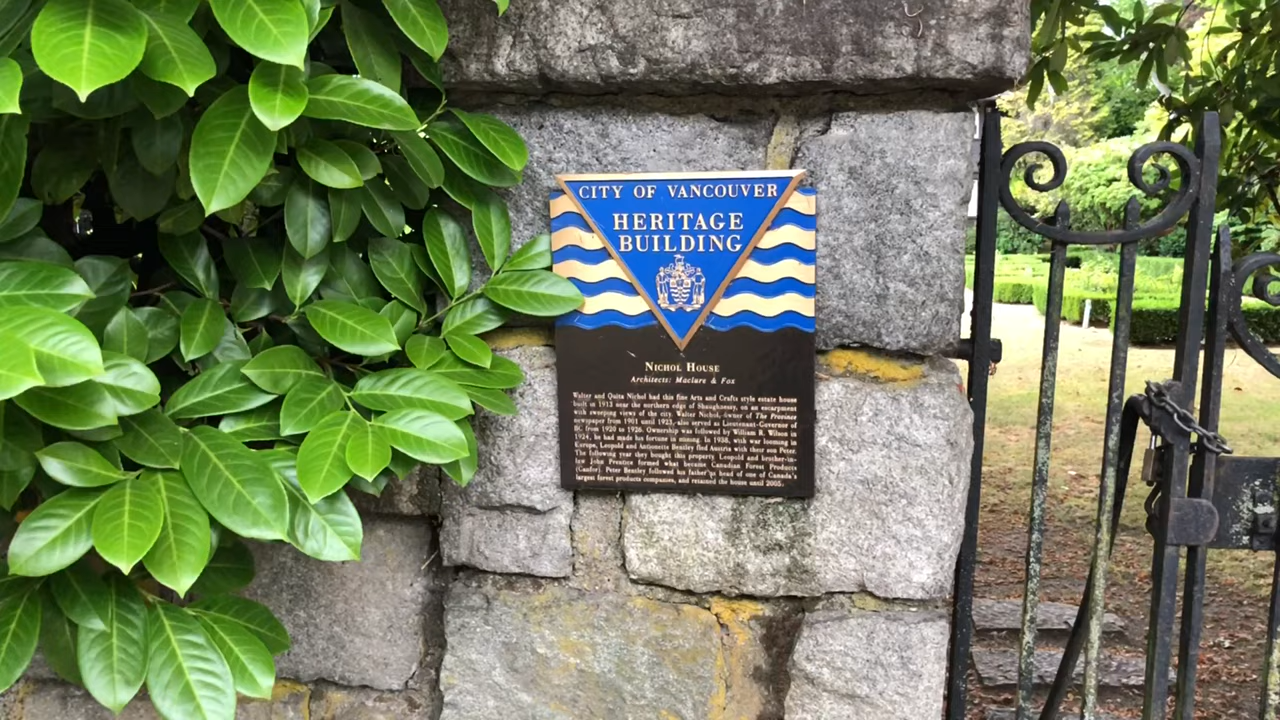 CITY OF VANCOUVER
HERITAGE
BUILDING
NICHOL HOUSE
Architects: Maclure & Fox
Walter and Quita Nichol had this fine Arts and Crafts style estate house
built in 1913 near the northern edge of Shaughnessy, on an escarpment
with sweeping views of the city. Walter Nichol, owner of The Province
newspaper from 1901 until 1923, also served as Lieutenant-Governor of
BC from 1920 to 1926. Ownership was followed by William R. Wilson in
1924, he had made his fortune in mining. In 1938, with war looming in
Europe, Leopold and Antoinette Bentley fled Austria with their son Peter.
The following year they bought this property. Leopold and brother-in-
law John Prentice formed what became Canadian Forest Products
(Canfor). Peter Bentley followed his father as head of one of Canada's
largest forest products companies, and retained the house until 2005.